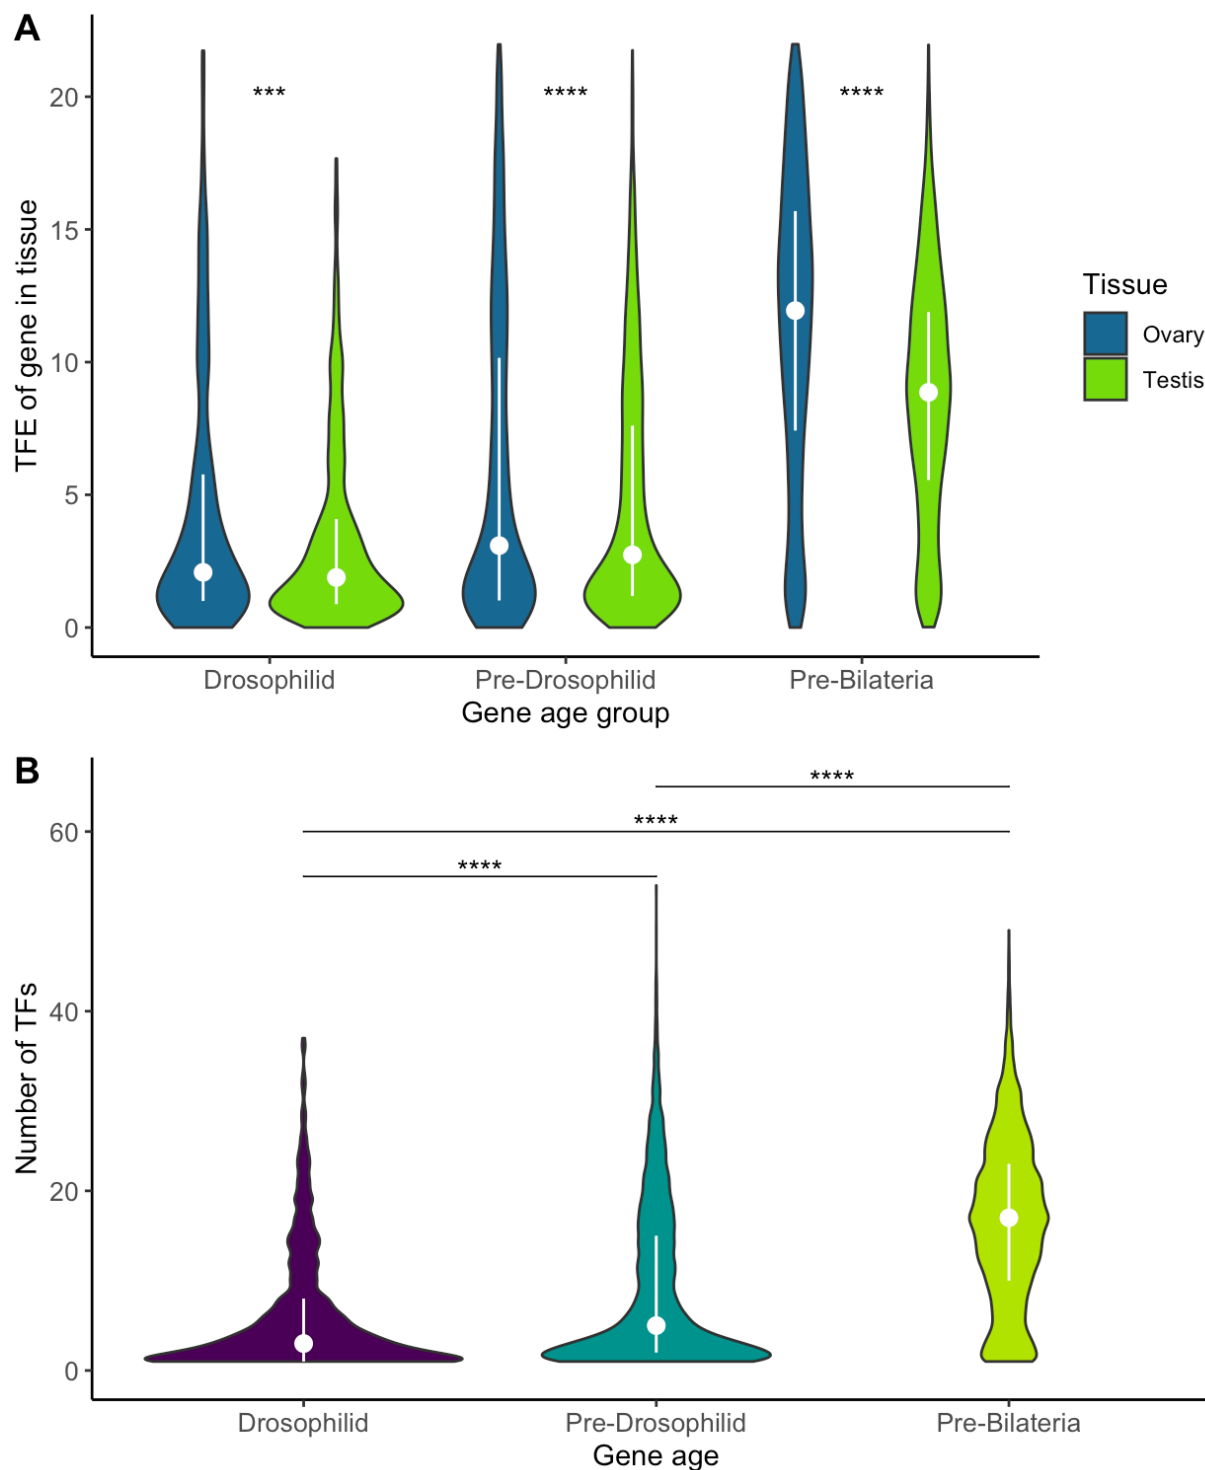 A
TFE of gene in tissue
20
15
10
5
0
***
****
****
Drosophilid
Pre-Drosophilid
Pre-Bilateria
Gene age group
Tissue
Ovary
Testis
B
Number of TFs
60
40
20
0
****
****
****
Drosophilid
Pre-Drosophilid
Pre-Bilateria
Gene age